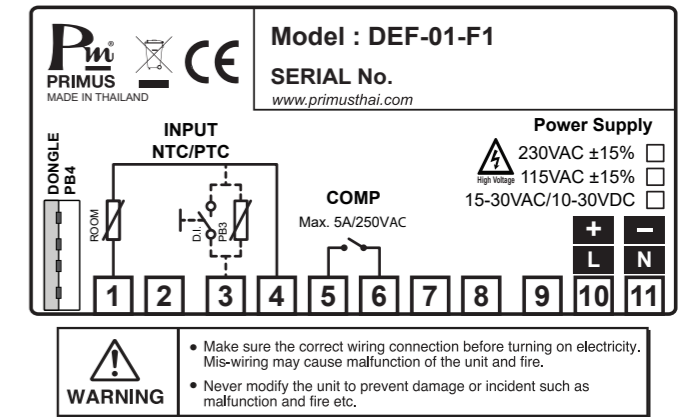 Pm®
PRIMUS
MADE IN THAILAND
CE
Model : DEF-01-F1
SERIAL No.
www.primusthai.com
DONGLE
PB4
INPUT
NTC/PTC
ROOM
D.I.
PB3
COMP
Max. 5A/250VAC
Power Supply
High Voltage
230VAC ±15%
115VAC ±15%
15-30VAC/10-30VDC
+ −
L N
1 2 3 4 5 6 7 8 9 10 11
WARNING
• Make sure the correct wiring connection before turning on electricity.
Mis-wiring may cause malfunction of the unit and fire.
• Never modify the unit to prevent damage or incident such as
malfunction and fire etc.